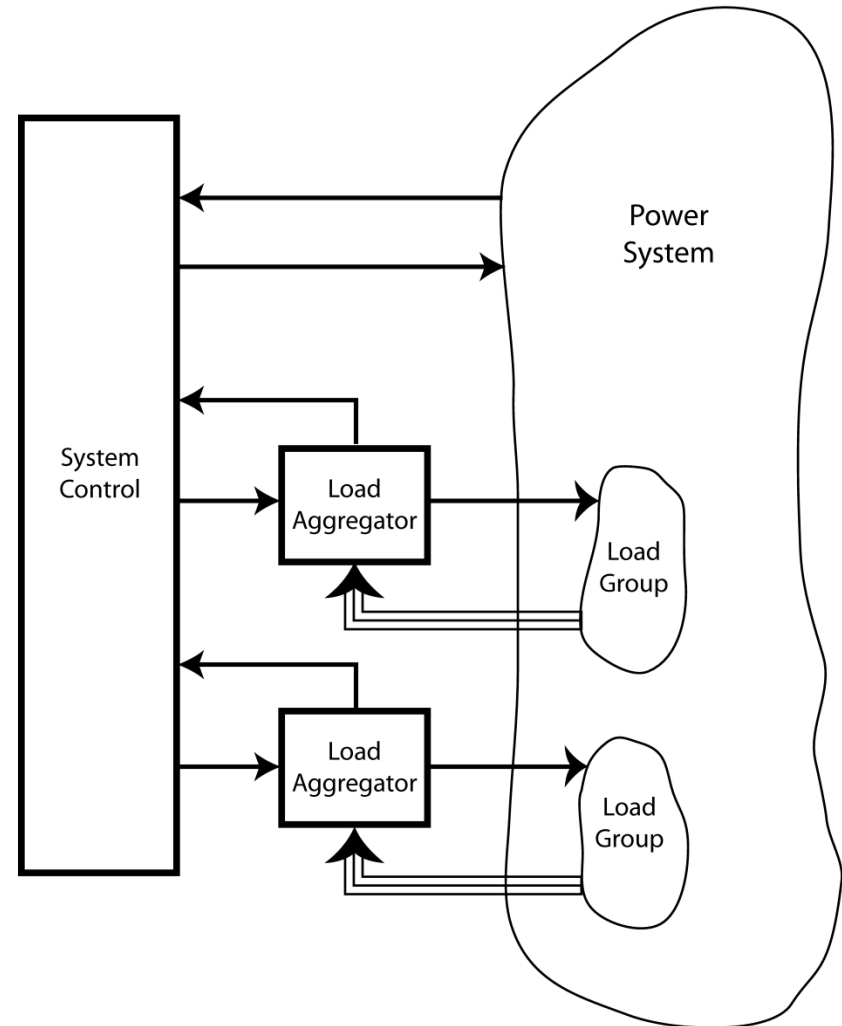 Power
System
System
Control
Load
Aggregator
Load
Group
Load
Aggregator
Load
Group